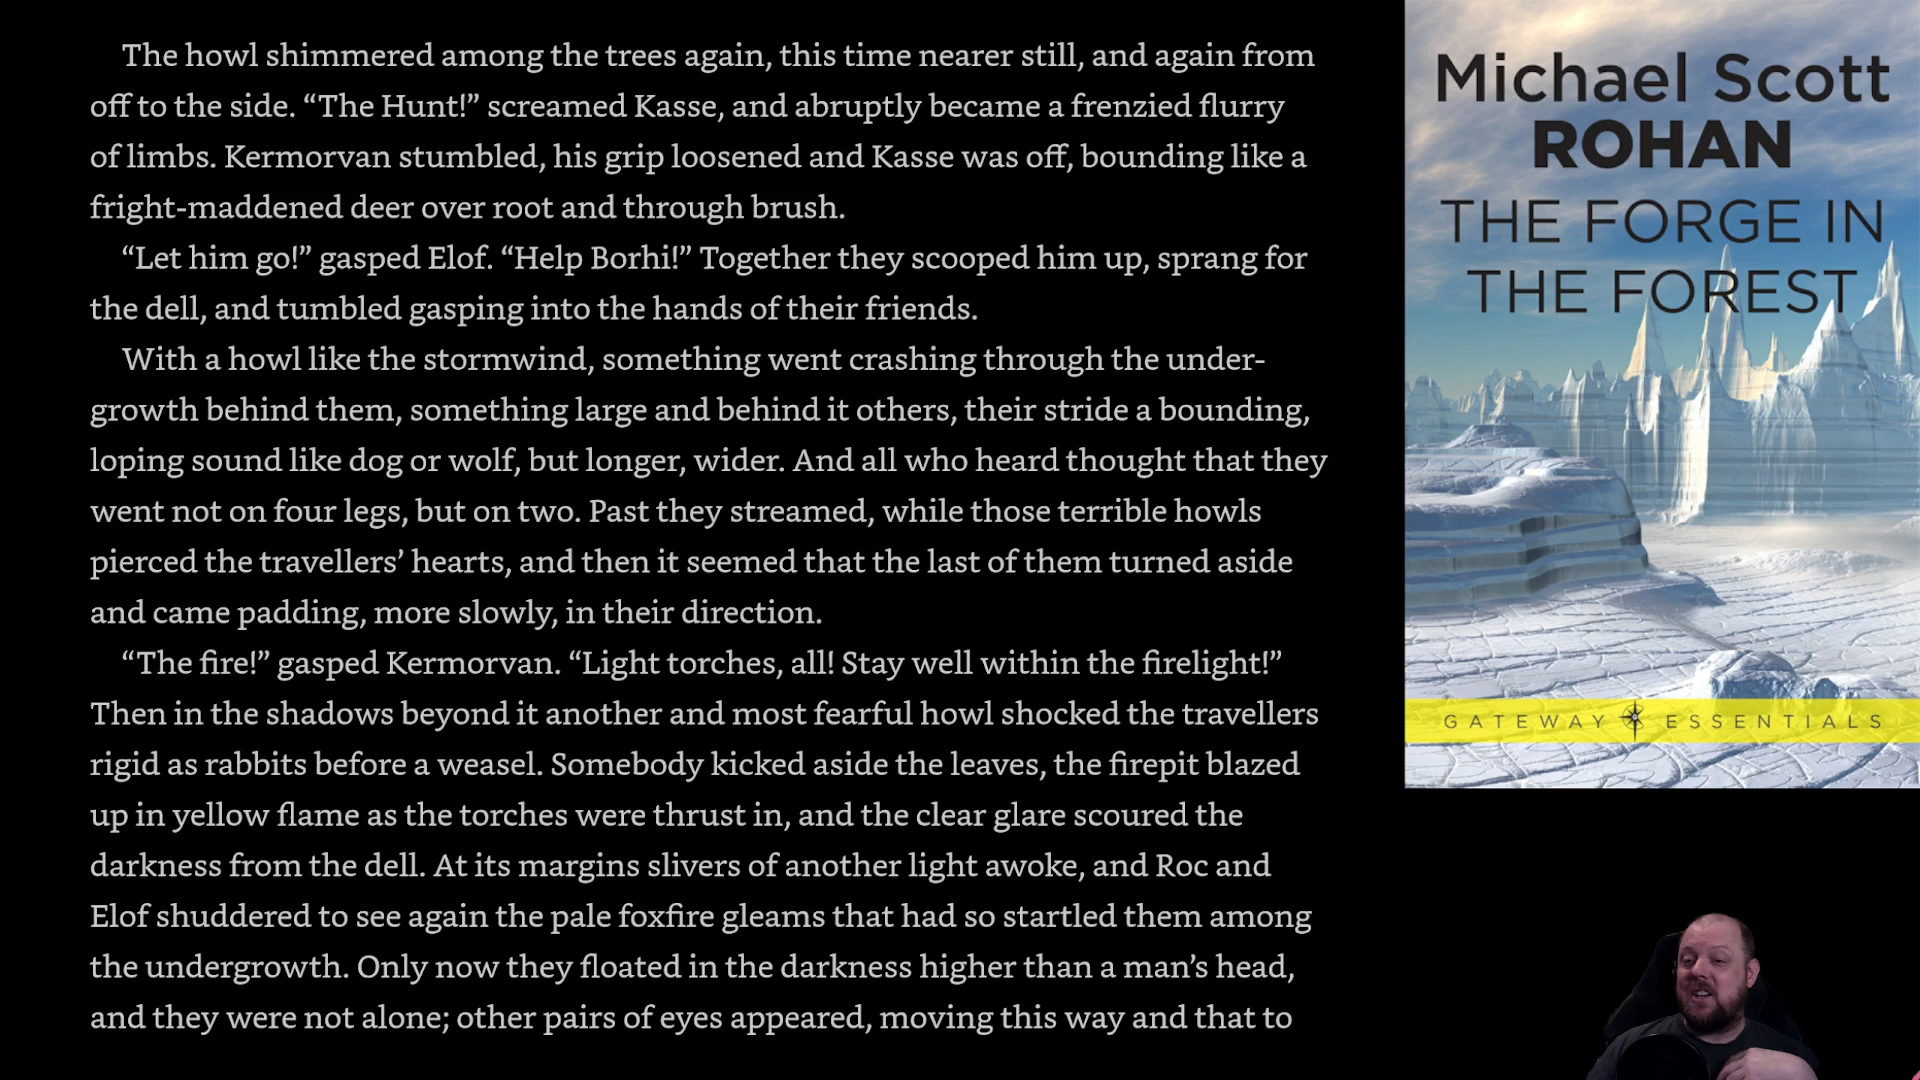 The howl shimmered among the trees again, this time nearer still, and again from
off to the side. “The Hunt!” screamed Kasse, and abruptly became a frenzied flurry
of limbs. Kermorvan stumbled, his grip loosened and Kasse was off, bounding like a
fright-maddened deer over root and through brush.
“Let him go!” gasped Elof. “Help Borhi!” Together they scooped him up, sprang for
the dell, and tumbled gasping into the hands of their friends.
With a howl like the stormwind, something went crashing through the under-
growth behind them, something large and behind it others, their stride a bounding,
loping sound like dog or wolf, but longer, wider. And all who heard thought that they
went not on four legs, but on two. Past they streamed, while those terrible howls
pierced the travellers’ hearts, and then it seemed that the last of them turned aside
and came padding, more slowly, in their direction.
“The fire!” gasped Kermorvan. “Light torches, all! Stay well within the firelight!”
Then in the shadows beyond it another and most fearful howl shocked the travellers
rigid as rabbits before a weasel. Somebody kicked aside the leaves, the firepit blazed
up in yellow flame as the torches were thrust in, and the clear glare scoured the
darkness from the dell. At its margins slivers of another light awoke, and Roc and
Elof shuddered to see again the pale foxfire gleams that had so startled them among
the undergrowth. Only now they floated in the darkness higher than a man’s head,
and they were not alone; other pairs of eyes appeared, moving this way and that to
Michael Scott
ROHAN
THE FORGE IN
THE FOREST
GATEWAY ESSENTIALS